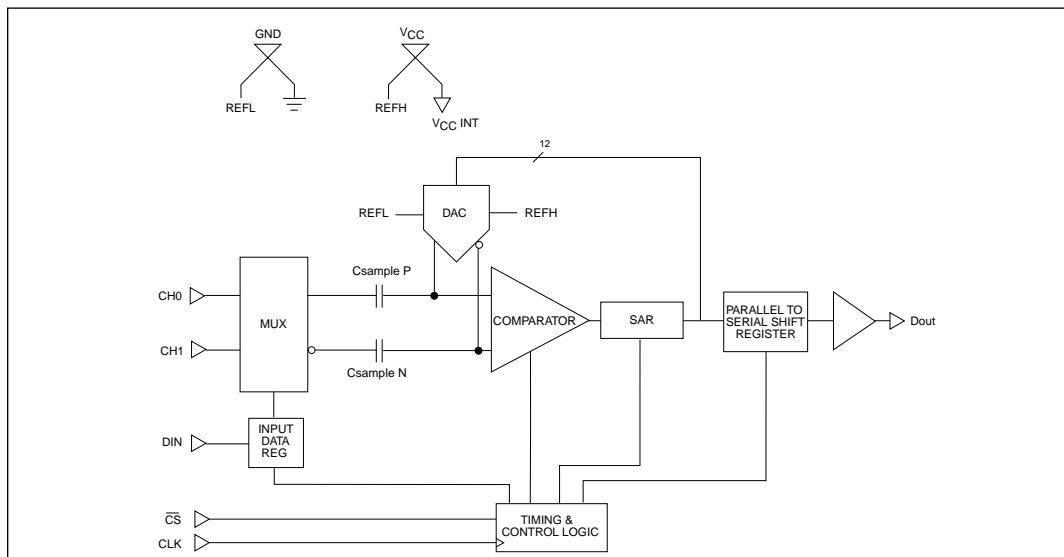 GND
VCC
REFL
REFH
VCC INT
12
REFL
DAC
REFH
Csample P
CH0
MUX
COMPARATOR
SAR
PARALLEL TO
SERIAL SHIFT
REGISTER
Dout
CH1
Csample N
DIN
INPUT
DATA
REG
CS
TIMING &
CONTROL LOGIC
CLK